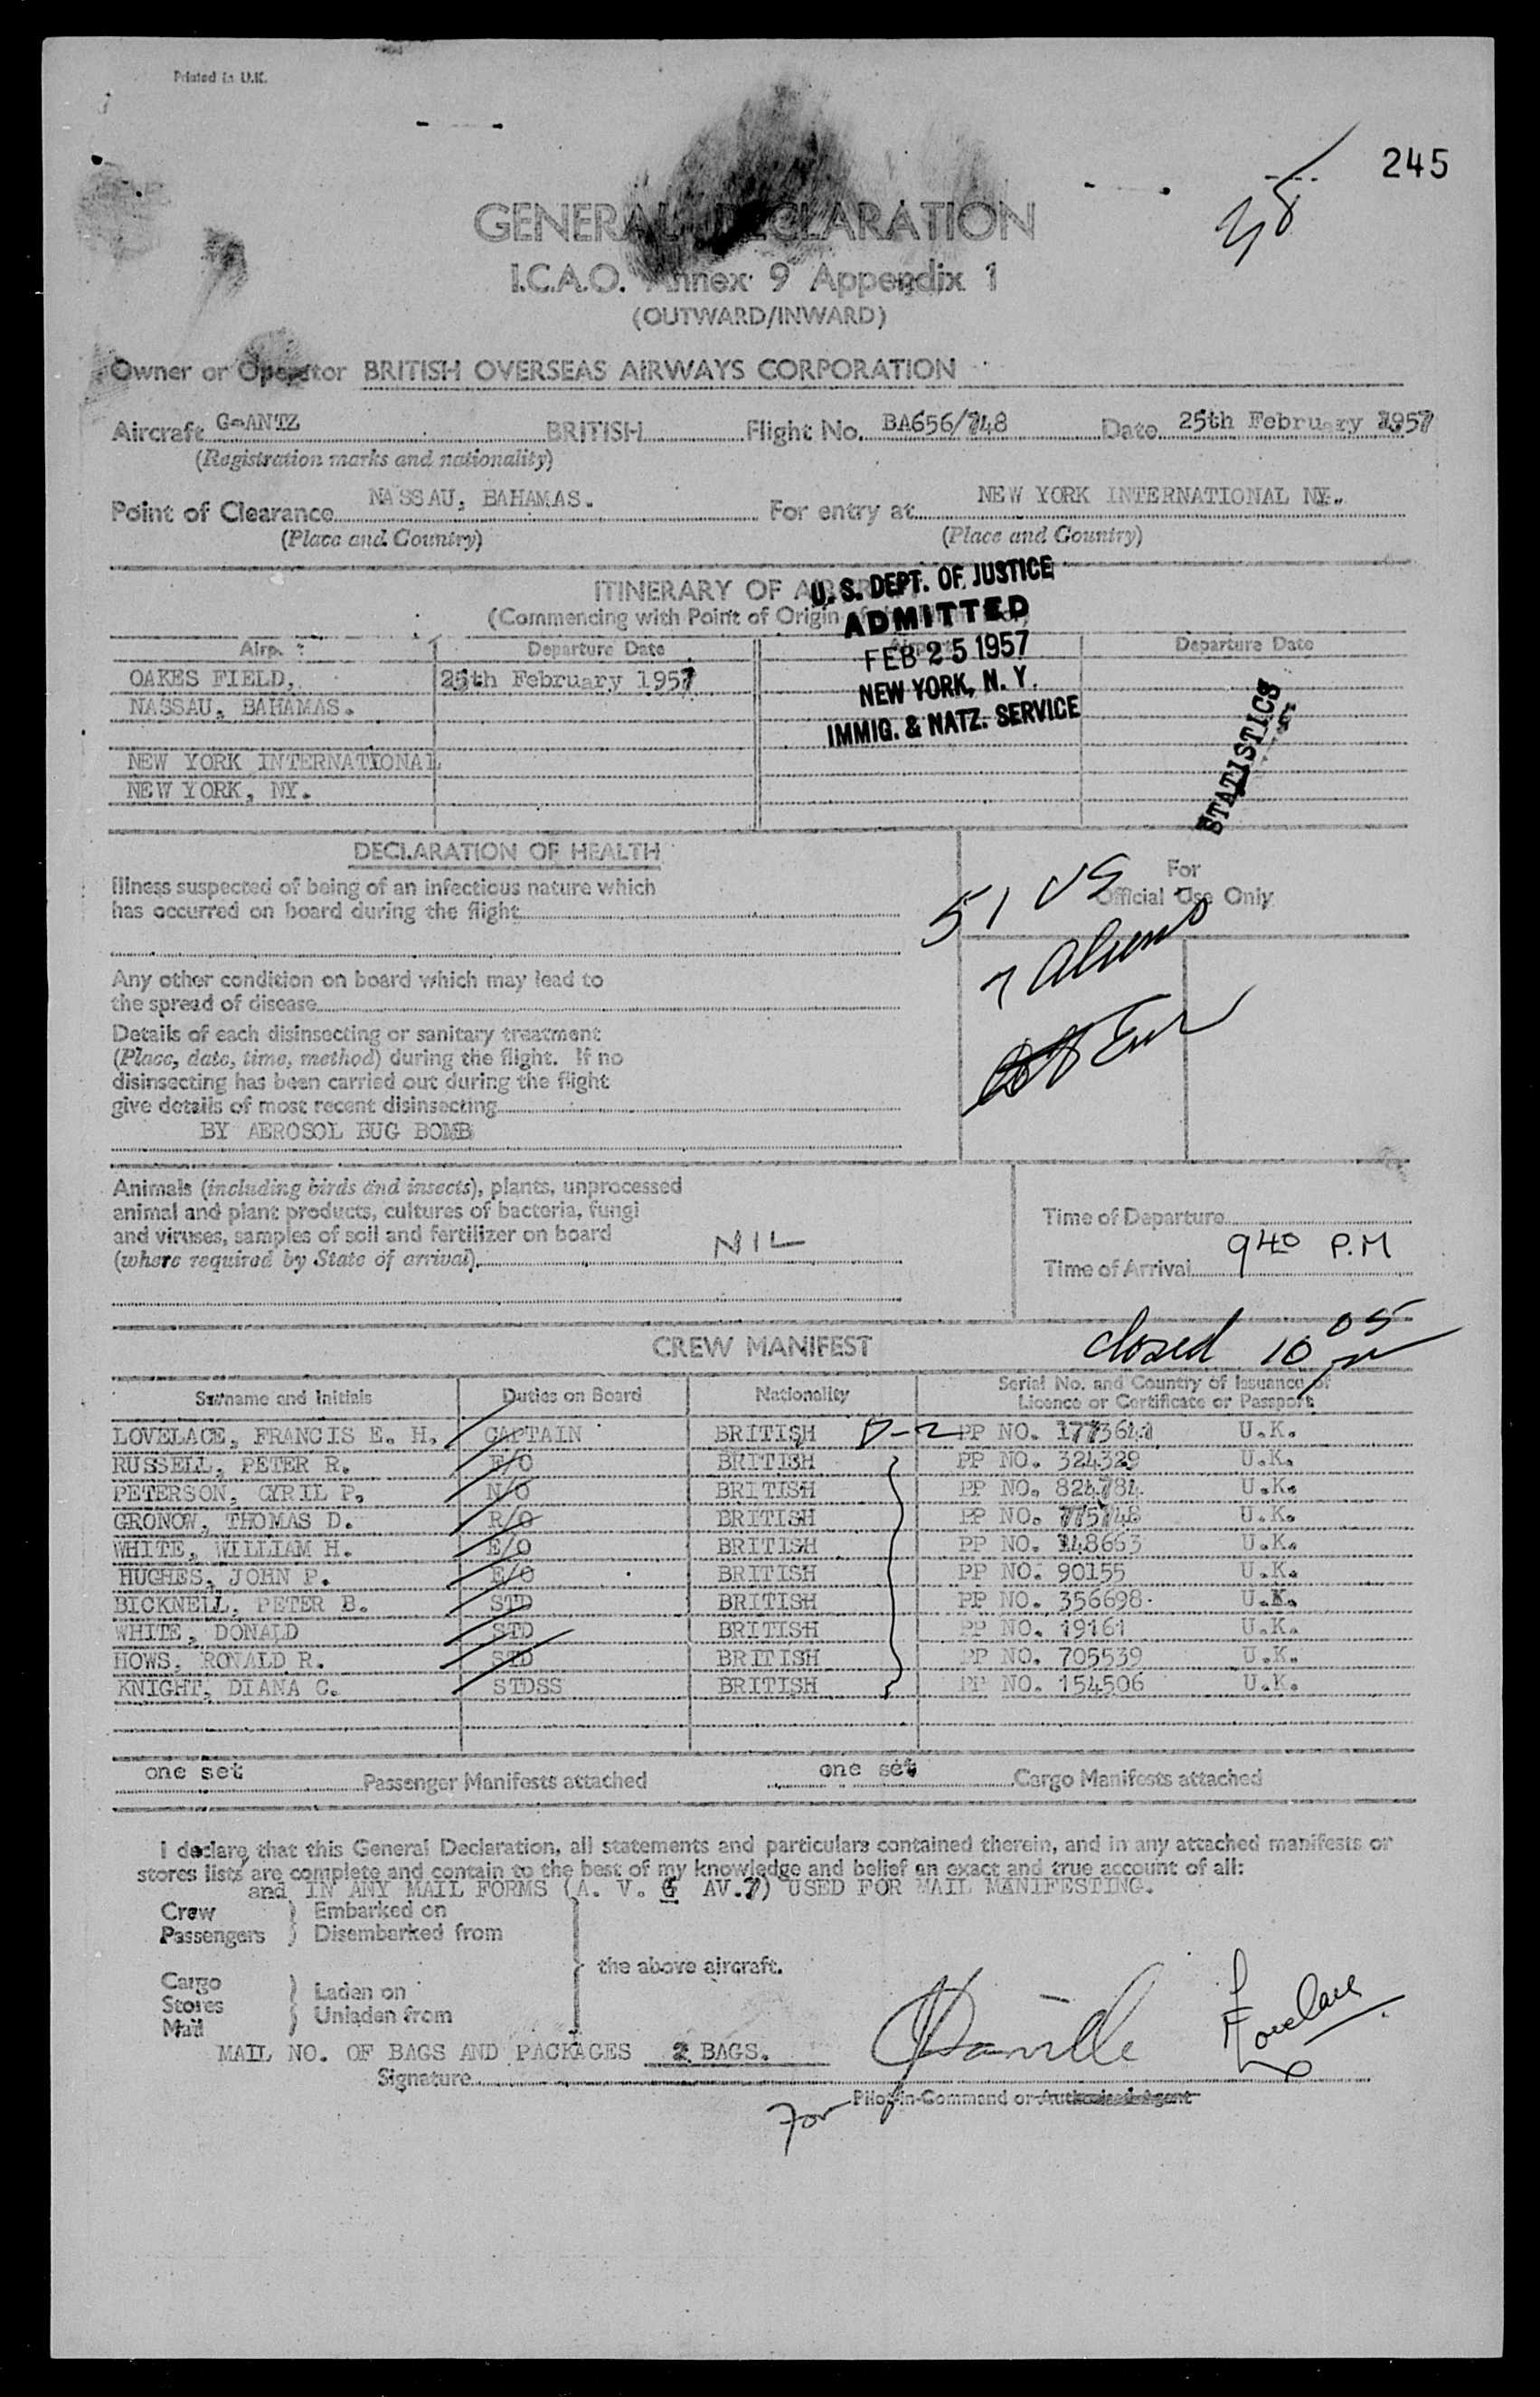 Printed in U.K.
245
GENERAL DECLARATION
I.C.A.O. Annex 9 Appendix 1
(OUTWARD/INWARD)
Owner or Operator BRITISH OVERSEAS AIRWAYS CORPORATION
Aircraft G-ANTZ BRITISH Flight No. BA656/748 Date 25th February 1957
(Registration marks and nationality)
Point of Clearance NASSAU, BAHAMAS. For entry at NEW YORK INTERNATIONAL NY.
(Place and Country) (Place and Country)
ITINERARY OF
(Commencing with Point of Origin
U. S. DEPT. OF JUSTICE
ADMITTED
FEB 25 1957
NEW YORK, N. Y.
IMMIG. & NATZ. SERVICE
STATISTICS
Departure Date Departure Date
OAKES FIELD, 25th February 1957
NASSAU, BAHAMAS.
NEW YORK INTERNATIONAL
NEW YORK, NY.
DECLARATION OF HEALTH
For
Official Use Only
51 US
7 Aliens
Illness suspected of being of an infectious nature which
has occurred on board during the flight
Any other condition on board which may lead to
the spread of disease
Details of each disinsecting or sanitary treatment
(Place, date, time, method) during the flight. If no
disinsecting has been carried out during the flight
give details of most recent disinsecting
BY AEROSOL BUG BOMB
Animals (including birds and insects), plants, unprocessed
animal and plant products, cultures of bacteria, fungi
and viruses, samples of soil and fertilizer on board
(where required by State of arrival) NIL
Time of Departure
Time of Arrival 940 P.M
closed 10 05
CREW MANIFEST
Surname and Initials Duties on Board Nationality Serial No. and Country of Issuance of Licence or Certificate or Passport
LOVELACE, FRANCIS E. H. CAPTAIN BRITISH D-2 PP NO. U.K.
RUSSELL, PETER R. F/O BRITISH PP NO. 324329 U.K.
PETERSON, CYRIL P. N/O BRITISH PP NO. 824784 U.K.
GRONOW, THOMAS D. R/O BRITISH PP NO. 775748 U.K.
WHITE, WILLIAM H. E/O BRITISH PP NO. 148663 U.K.
HUGHES, JOHN P. E/O BRITISH PP NO. 90155 U.K.
BICKNELL, PETER B. STD BRITISH PP NO. 356698 U.K.
WHITE, DONALD STD BRITISH PP NO. 19161 U.K.
HOWS, RONALD R. STD BRITISH PP NO. 705539 U.K.
KNIGHT, DIANA C. STDSS BRITISH PP NO. 154506 U.K.
one set Passenger Manifests attached one set Cargo Manifests attached
I declare that this General Declaration, all statements and particulars contained therein, and in any attached manifests or
stores lists are complete and contain to the best of my knowledge and belief an exact and true account of all:
and IN ANY MAIL FORMS (A. V. 6 AV.7) USED FOR MAIL MANIFESTING.
Crew } Embarked on
Passengers } Disembarked from
the above aircraft.
Cargo } Laden on
Stores
Mail } Unladen from
MAIL NO. OF BAGS AND PACKAGES 2 BAGS.
Signature
Lovelace
For Pilot-in-Command or Authorised Agent